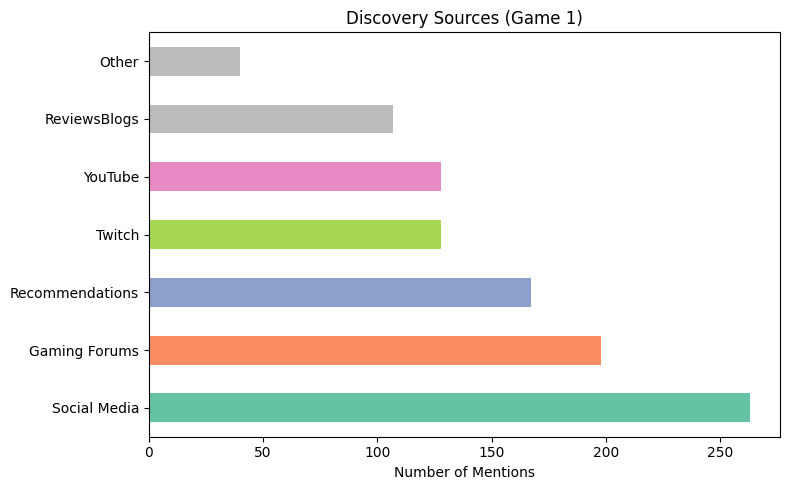 Discovery Sources (Game 1)
Other
ReviewsBlogs
YouTube
Twitch
Recommendations
Gaming Forums
Social Media
0 50 100 150 200 250
Number of Mentions